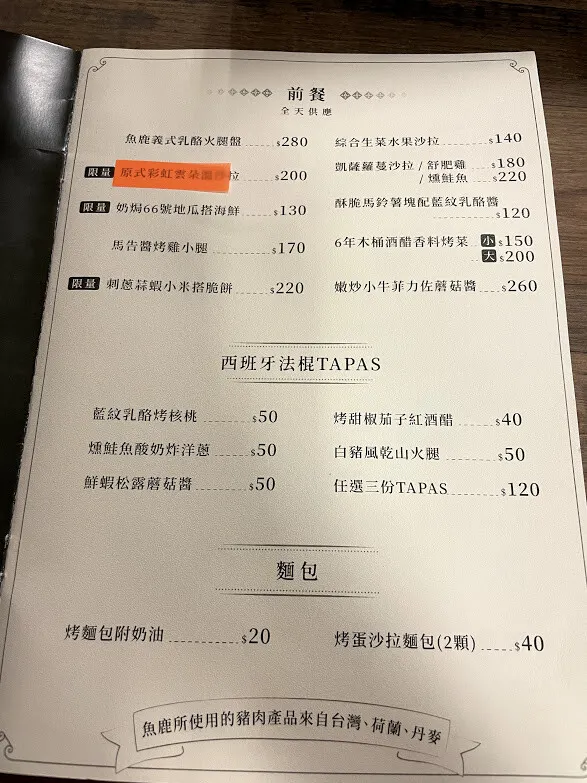 前餐
全天供應
魚鹿義式乳酪火腿盤 $280
限量 原式彩虹雲朵圈沙拉 $200
限量 奶焗66號地瓜搭海鮮 $130
馬告醬烤雞小腿 $170
限量 刺蔥蒜蝦小米搭脆餅 $220
綜合生菜水果沙拉 $140
凱薩蘿蔓沙拉 / 舒肥雞 $180
/ 燻鮭魚 $220
酥脆馬鈴薯塊配藍紋乳酪醬
$120
6年木桶酒醋香料烤菜 小 $150
大 $200
嫩炒小牛菲力佐蘑菇醬 $260
西班牙法棍TAPAS
藍紋乳酪烤核桃 $50
燻鮭魚酸奶炸洋蔥 $50
鮮蝦松露蘑菇醬 $50
烤甜椒茄子紅酒醋 $40
白豬風乾山火腿 $50
任選三份TAPAS $120
麵包
烤麵包附奶油 $20
烤蛋沙拉麵包(2顆) $40
魚鹿所使用的豬肉產品來自台灣、荷蘭、丹麥